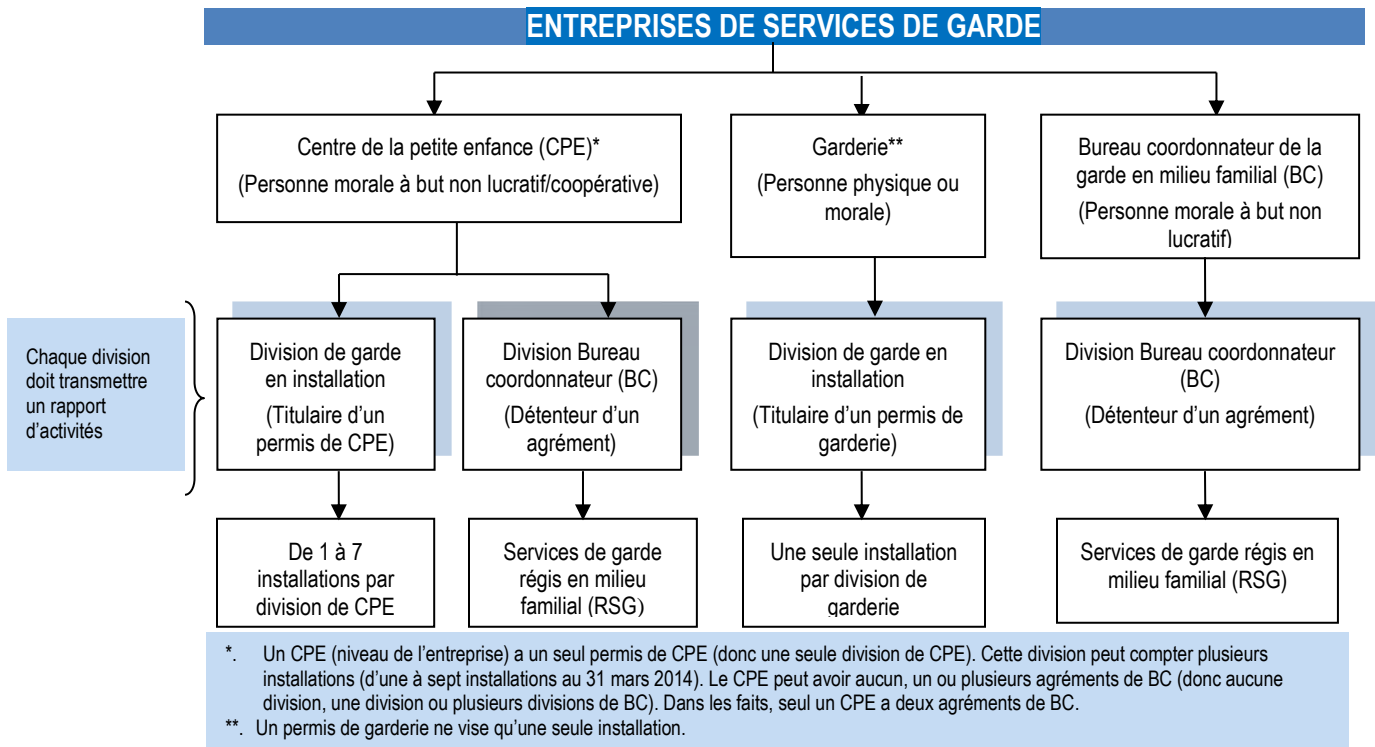 ENTREPRISES DE SERVICES DE GARDE
Centre de la petite enfance (CPE)*
(Personne morale à but non lucratif/coopérative)
Garderie**
(Personne physique ou
morale)
Bureau coordonnateur de la
garde en milieu familial (BC)
(Personne morale à but non
lucratif)
Chaque division
doit transmettre
un rapport
d’activités
Division de garde
en installation
(Titulaire d’un
permis de CPE)
Division Bureau
coordonnateur (BC)
(Détenteur d’un
agrément)
Division de garde en
installation
(Titulaire d’un permis de
garderie)
Division Bureau coordonnateur
(BC)
(Détenteur d’un agrément)
De 1 à 7
installations par
division de CPE
Services de garde
régis en milieu
familial (RSG)
Une seule installation
par division de
garderie
Services de garde régis en
milieu familial (RSG)
*. Un CPE (niveau de l’entreprise) a un seul permis de CPE (donc une seule division de CPE). Cette division peut compter plusieurs
installations (d’une à sept installations au 31 mars 2014). Le CPE peut avoir aucun, un ou plusieurs agréments de BC (donc aucune
division, une division ou plusieurs divisions de BC). Dans les faits, seul un CPE a deux agréments de BC.
**. Un permis de garderie ne vise qu’une seule installation.